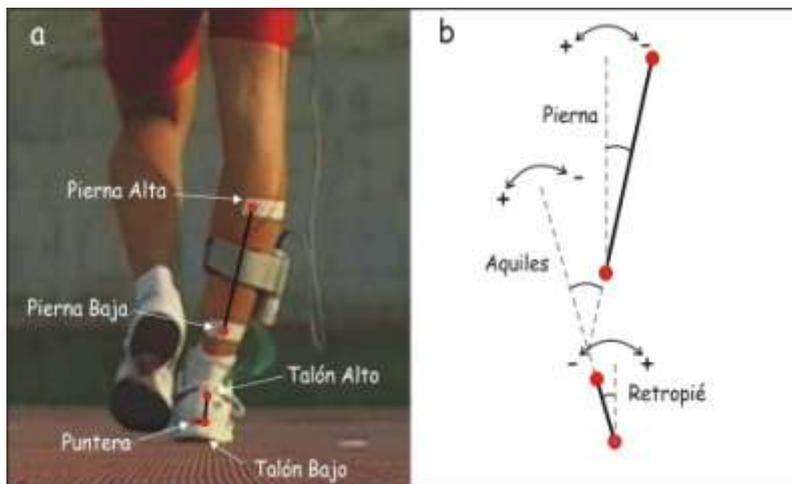 a
Pierna Alta
Pierna Baja
Talón Alto
Puntera
Talón Bajo
b
+
-
Pierna
+
-
Aquiles
-
+
Retropié